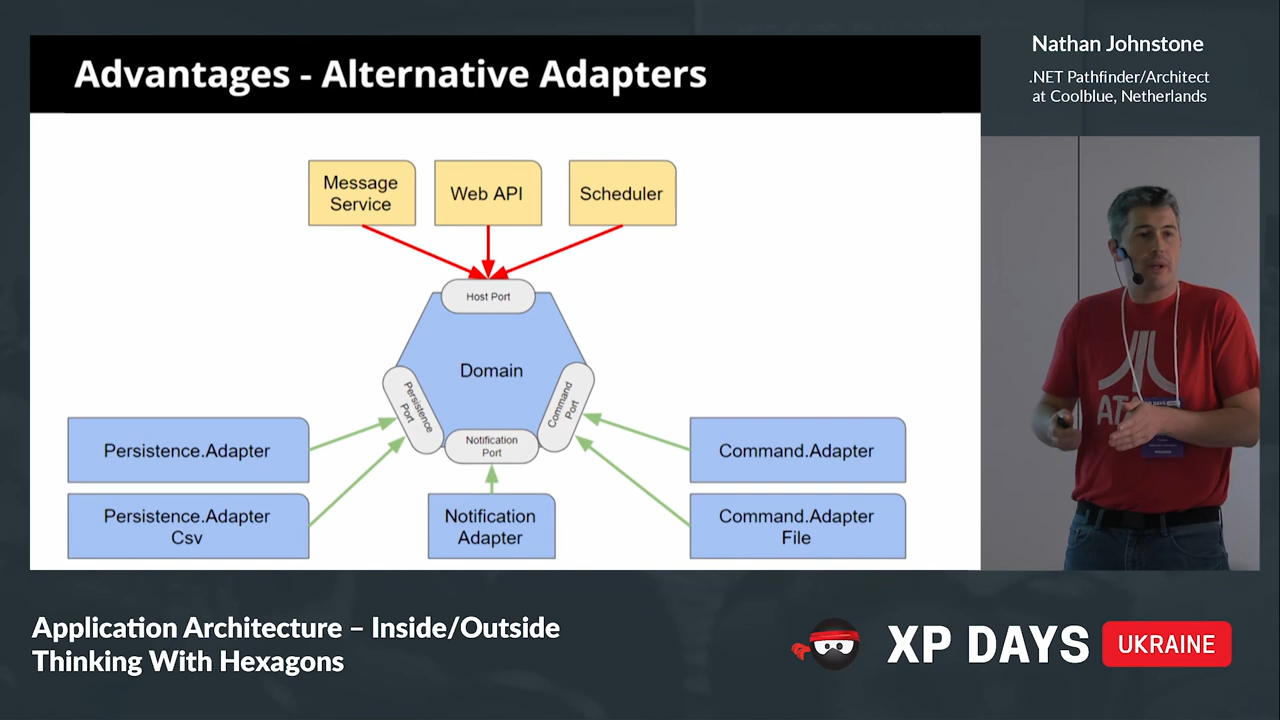 Advantages - Alternative Adapters
Message
Service
Web API
Scheduler
Host Port
Domain
Persistence
Port
Command
Port
Notification
Port
Persistence.Adapter
Persistence.Adapter
Csv
Notification
Adapter
Command.Adapter
Command.Adapter
File
Nathan Johnstone
.NET Pathfinder/Architect
at Coolblue, Netherlands
Application Architecture – Inside/Outside
Thinking With Hexagons
XP DAYS
UKRAINE